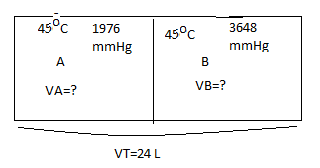 45°C 1976 mmHg
A
VA=?
45°C 3648 mmHg
B
VB=?
VT=24 L